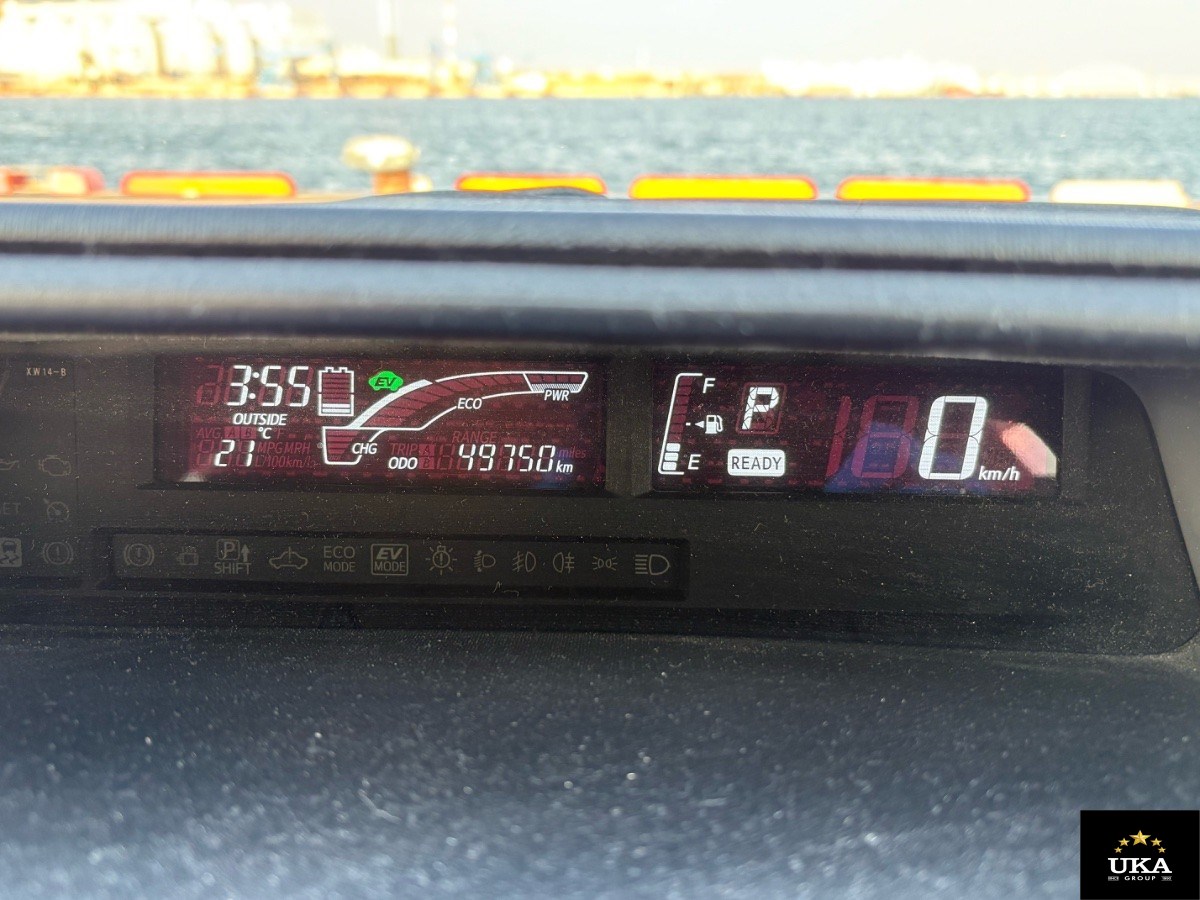 XW14-B
3:55
EV
OUTSIDE
°C
21
CHG
ECO
PWR
ODO
49750 km
F
E
P
READY
0 km/h
AVG
MPG MRH
L/100km/
TRIP A
B
RANGE
miles
P
SHIFT
ECO
MODE
EV
MODE
UKA
GROUP